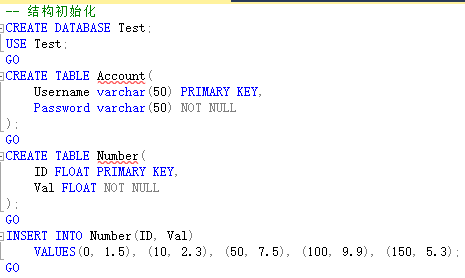 -- 结构初始化
CREATE DATABASE Test;
USE Test;
GO
CREATE TABLE Account(
    Username varchar(50) PRIMARY KEY,
    Password varchar(50) NOT NULL
);
GO
CREATE TABLE Number(
    ID FLOAT PRIMARY KEY,
    Val FLOAT NOT NULL
);
GO
INSERT INTO Number(ID, Val)
    VALUES(0, 1.5), (10, 2.3), (50, 7.5), (100, 9.9), (150, 5.3);
GO